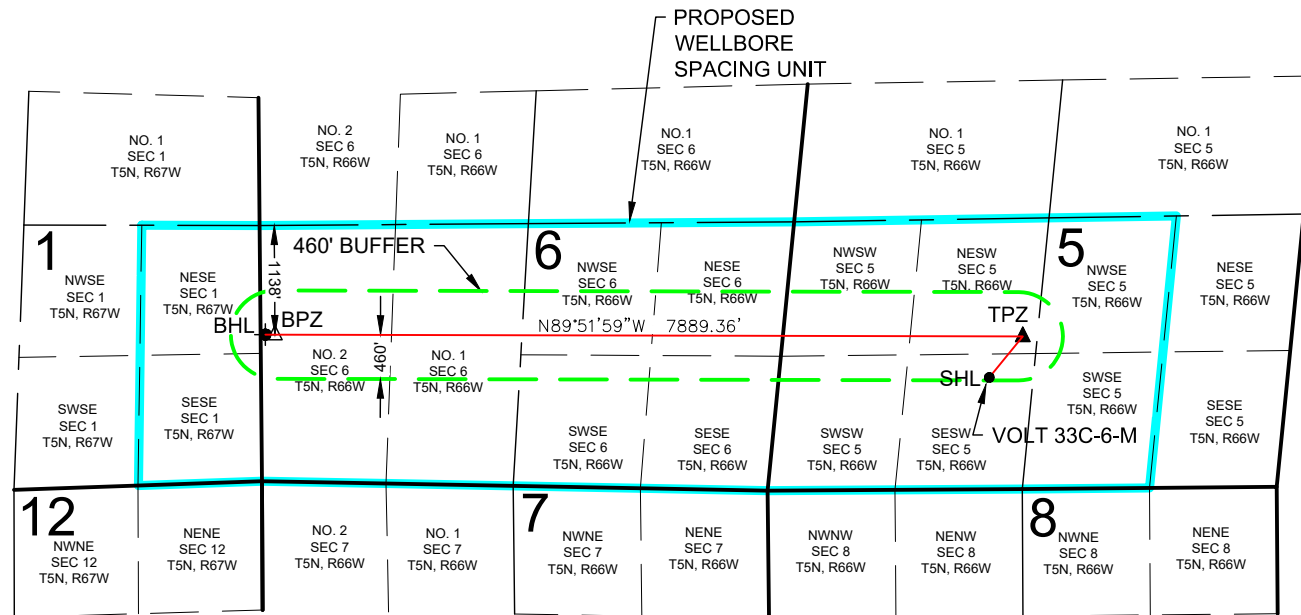 PROPOSED
WELLBORE
SPACING UNIT
NO. 1
SEC 1
T5N, R67W
NO. 2
SEC 6
T5N, R66W
NO. 1
SEC 6
T5N, R66W
NO.1
SEC 6
T5N, R66W
NO. 1
SEC 5
T5N, R66W
NO. 1
SEC 5
T5N, R66W
1
6
5
460' BUFFER
1138'
NWSE
SEC 1
T5N, R67W
NESE
SEC 1
T5N, R67W
NWSE
SEC 6
T5N, R66W
NESE
SEC 6
T5N, R66W
NWSW
SEC 5
T5N, R66W
NESW
SEC 5
T5N, R66W
NWSE
SEC 5
T5N, R66W
NESE
SEC 5
T5N, R66W
BHL
BPZ
N89°51'59"W 7889.36'
TPZ
460'
NO. 2
SEC 6
T5N, R66W
NO. 1
SEC 6
T5N, R66W
SHL
VOLT 33C-6-M
SWSE
SEC 1
T5N, R67W
SESE
SEC 1
T5N, R67W
SWSE
SEC 6
T5N, R66W
SESE
SEC 6
T5N, R66W
SWSW
SEC 5
T5N, R66W
SESW
SEC 5
T5N, R66W
SWSE
SEC 5
T5N, R66W
SESE
SEC 5
T5N, R66W
12
7
8
NWNE
SEC 12
T5N, R67W
NENE
SEC 12
T5N, R67W
NO. 2
SEC 7
T5N, R66W
NO. 1
SEC 7
T5N, R66W
NWNE
SEC 7
T5N, R66W
NENE
SEC 7
T5N, R66W
NWNW
SEC 8
T5N, R66W
NENW
SEC 8
T5N, R66W
NWNE
SEC 8
T5N, R66W
NENE
SEC 8
T5N, R66W